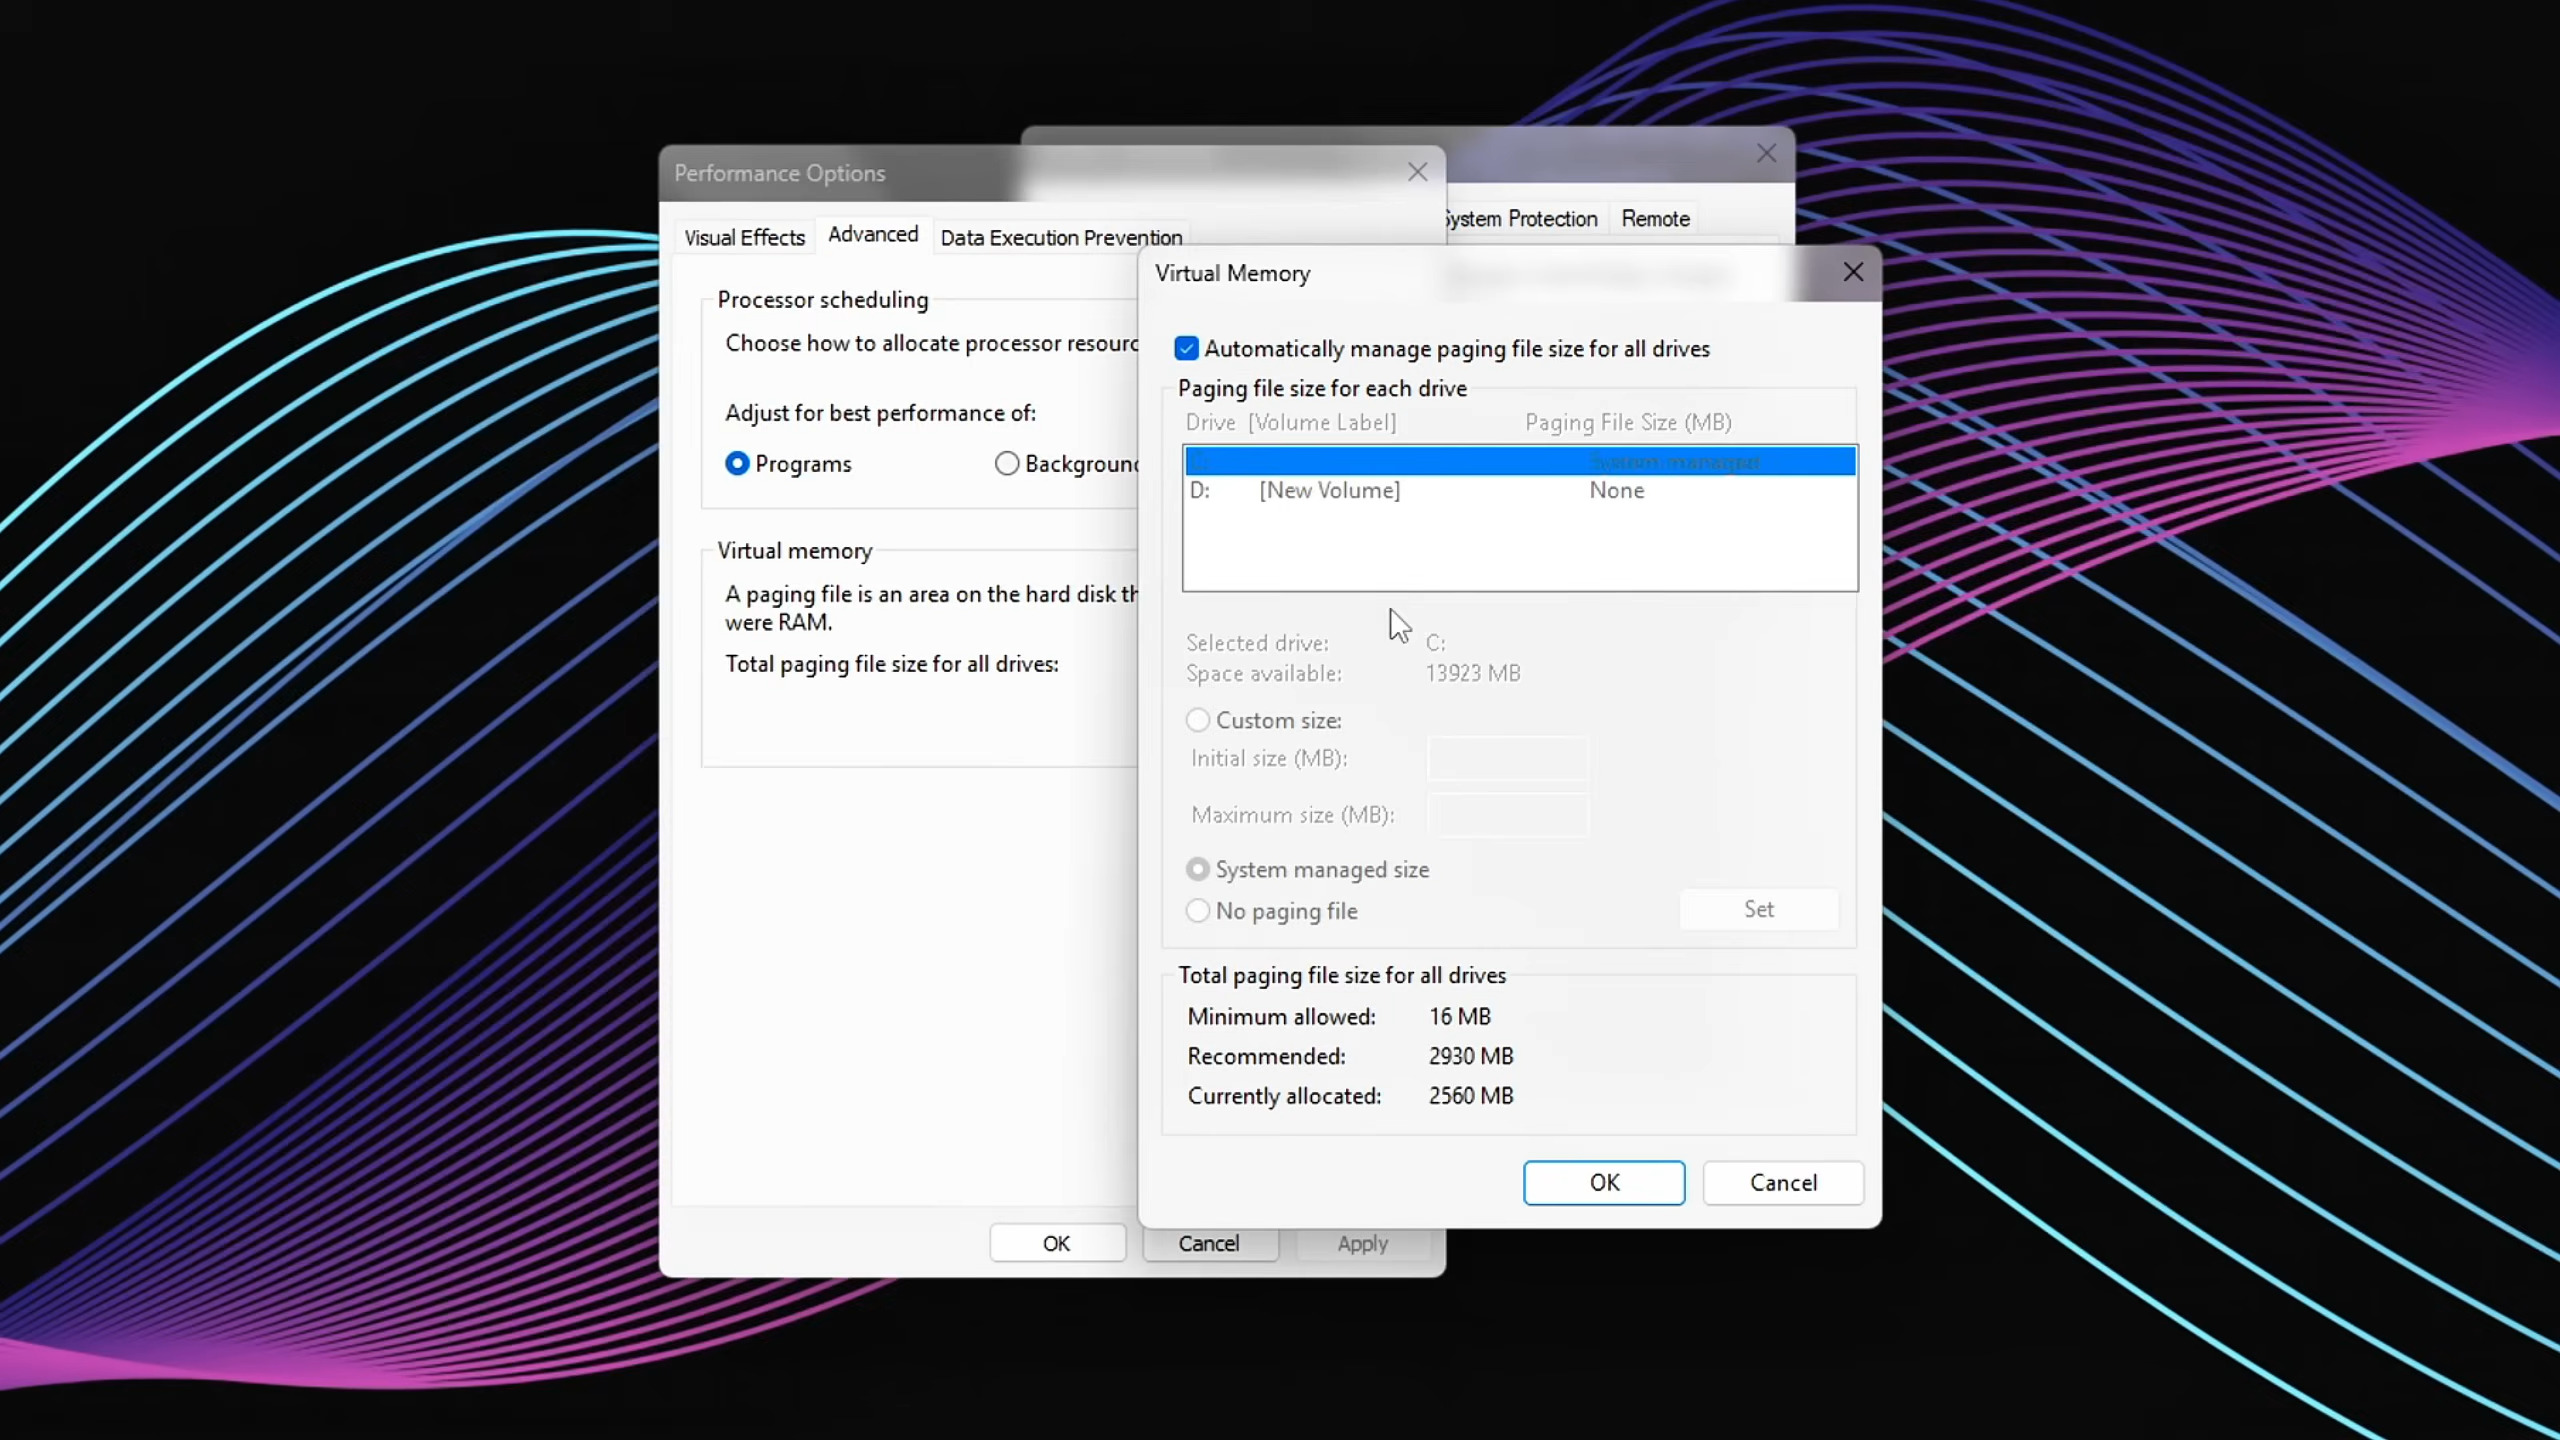 Performance Options
Visual Effects
Advanced
Data Execution Prevention
System Protection
Remote
Processor scheduling
Choose how to allocate processor resourc
Adjust for best performance of:
Programs
Background
Virtual memory
A paging file is an area on the hard disk th
were RAM.
Total paging file size for all drives:
OK
Cancel
Apply
Virtual Memory
Automatically manage paging file size for all drives
Paging file size for each drive
Drive [Volume Label] Paging File Size (MB)
C: System managed
D: [New Volume] None
Selected drive: C:
Space available: 13923 MB
Custom size:
Initial size (MB):
Maximum size (MB):
System managed size
No paging file
Set
Total paging file size for all drives
Minimum allowed: 16 MB
Recommended: 2930 MB
Currently allocated: 2560 MB
OK
Cancel